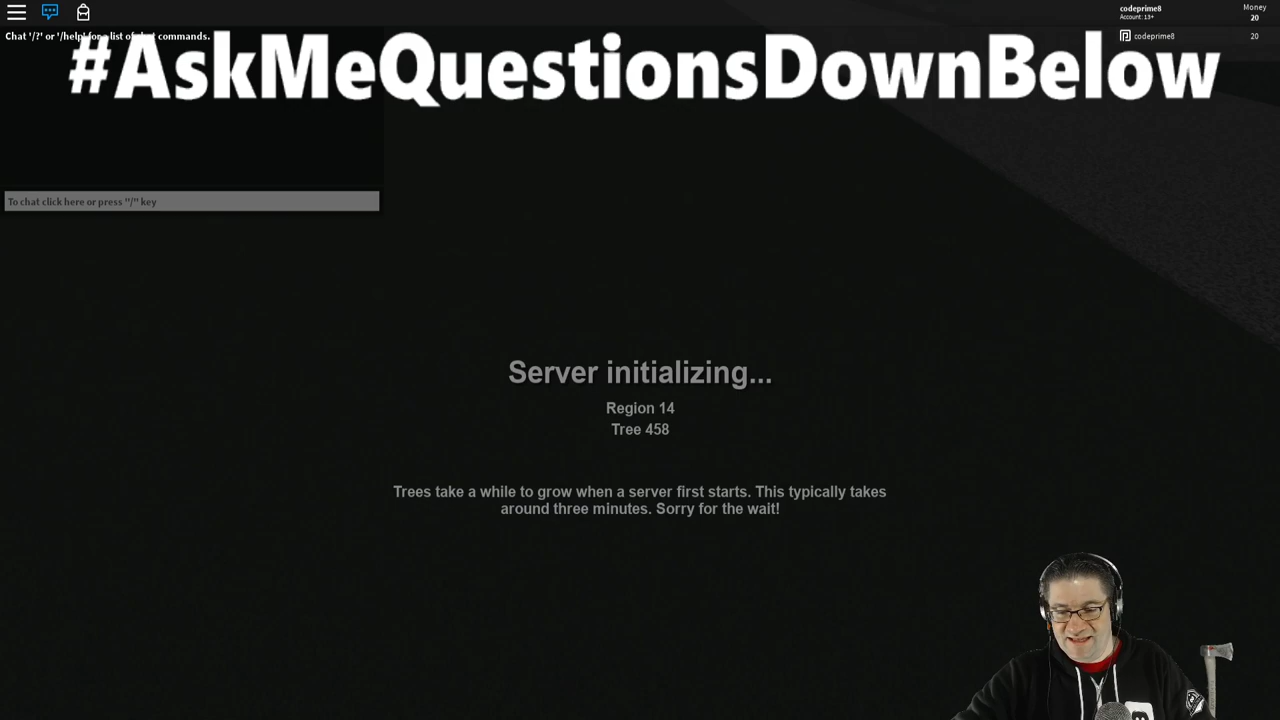 codeprime8
Account: 13+
Money
20
codeprime8
20
Chat '/?' or '/help' for a list of chat commands.
#AskMeQuestionsDownBelow
To chat click here or press "/" key
Server initializing...
Region 14
Tree 458
Trees take a while to grow when a server first starts. This typically takes
around three minutes. Sorry for the wait!